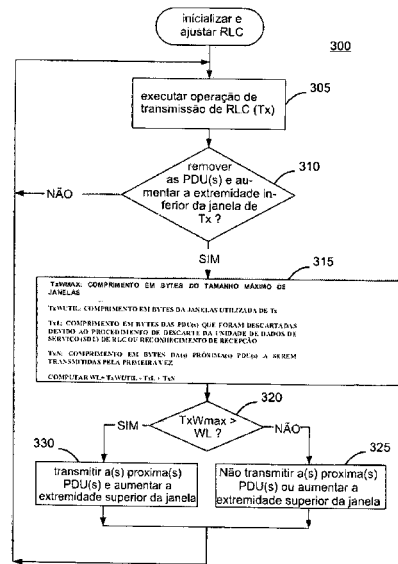 inicializar e
ajustar RLC
300
executar operação de
transmissão de RLC (Tx)
305
remover
as PDU(s) e au-
mentar a extremidade in-
ferior da janela de
Tx ?
310
NÃO
SIM
315
TxWMAX: COMPRIMENTO EM BYTES DO TAMANHO MÁXIMO DE
JANELAS
TxWUTIL: COMPRIMENTO EM BYTES DA JANELAS UTILIZADA DE Tx
TxL: COMPRIMENTO EM BYTES DAS PDU(s) QUE FORAM DESCARTADAS
DEVIDO AO PROCEDIMENTO DE DESCARTE DA UNIDADE DE DADOS DE
SERVIÇO (SDU) DE RLC OU RECONHECIMENTO DE RECEPÇÃO
TxN: COMPRIMENTO EM BYTES DA(s) PRÓXIMA(s) PDU(s) A SEREM
TRANSMITIDAS PELA PRIMEIRA VEZ
COMPUTAR WL= TxWUTIL - TxL + TxN
320
TxWmax >
WL ?
SIM
NÃO
330
325
transmitir a(s) proxima(s)
PDU(s) e aumentar a
extremidade superior da janela
Não transmitir a(s) proxima(s)
PDU(s) ou aumentar a
extremidade superior da janela